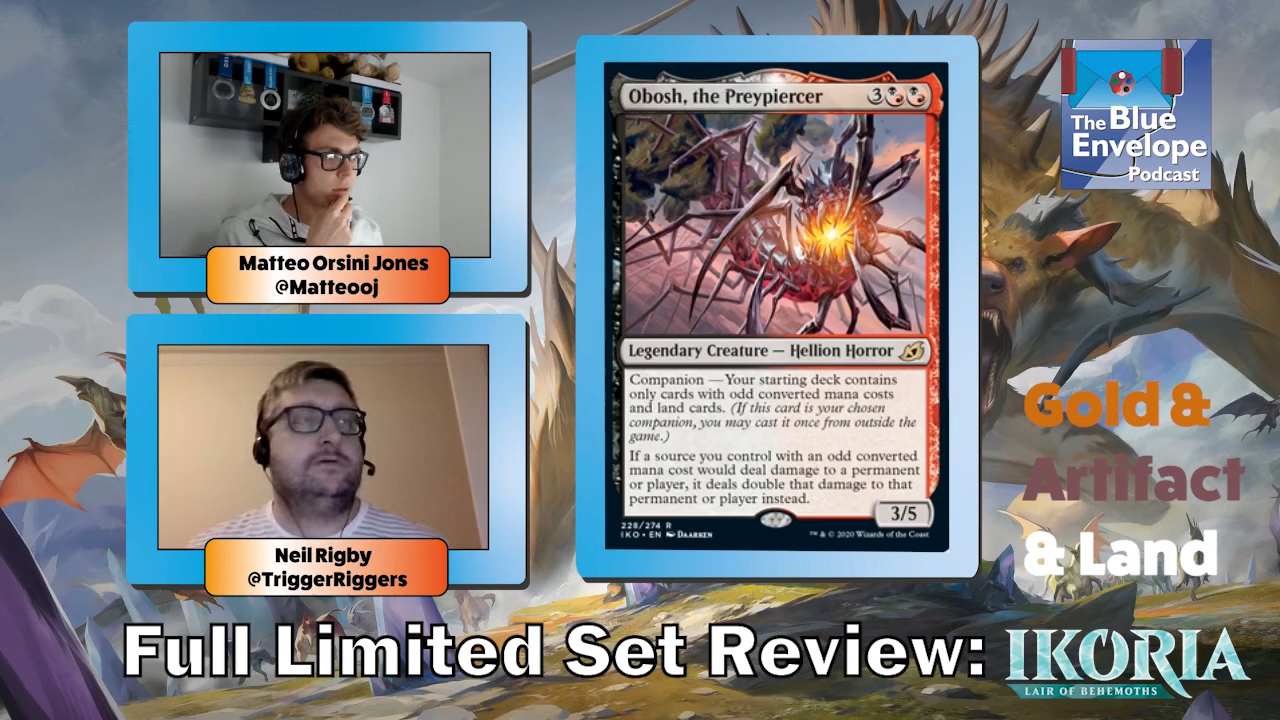 Matteo Orsini Jones
@Matteooj
Neil Rigby
@TriggerRiggers
Obosh, the Preypiercer 3
Legendary Creature — Hellion Horror
Companion — Your starting deck contains
only cards with odd converted mana costs
and land cards. (If this card is your chosen
companion, you may cast it once from outside the
game.)
If a source you control with an odd converted
mana cost would deal damage to a permanent
or player, it deals double that damage to that
permanent or player instead.
3/5
228/274 R
IKO • EN DAARKEN
™ & © 2020 Wizards of the Coast
The Blue
Envelope
Podcast
Gold &
Artifact
& Land
Full Limited Set Review:
IKORIA
LAIR OF BEHEMOTHS